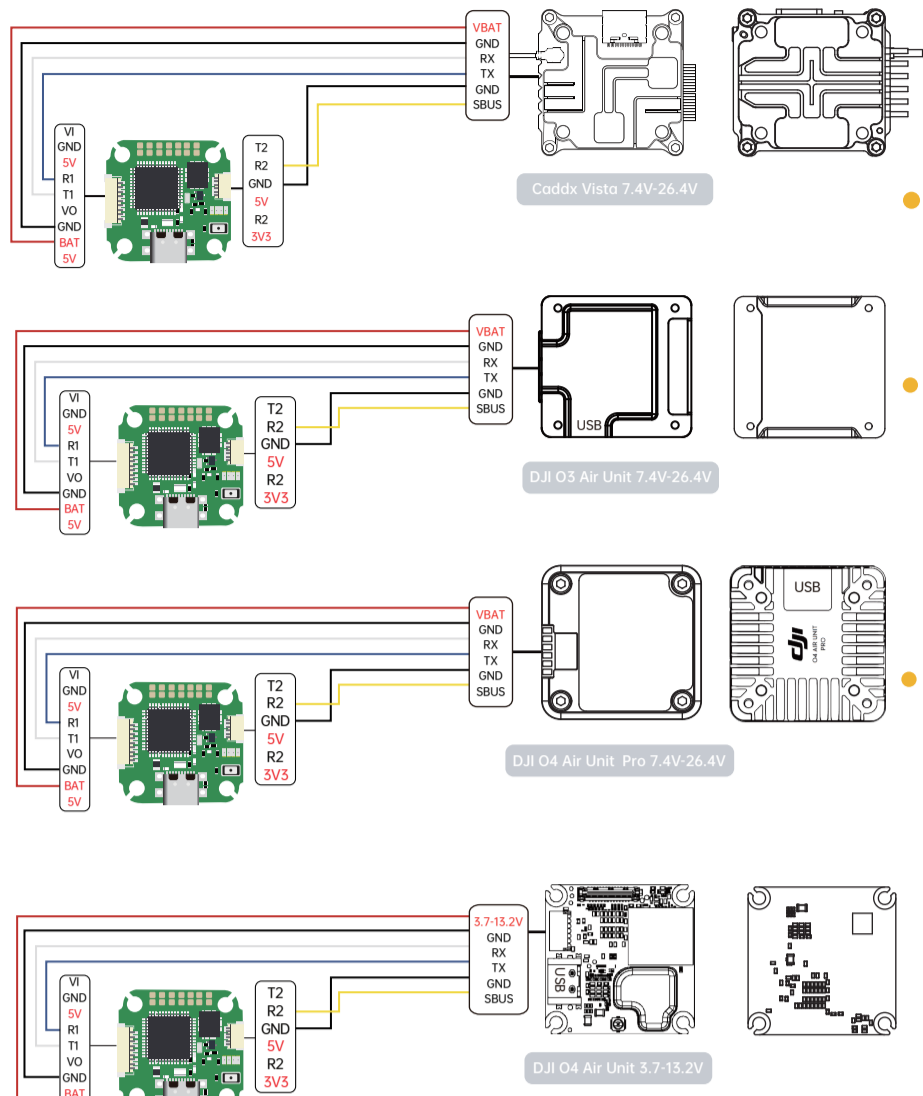 VBAT
GND
RX
TX
GND
SBUS
VI
GND
5V
R1
T1
VO
GND
BAT
5V
T2
R2
GND
5V
R2
3V3
Caddx Vista 7.4V-26.4V
VBAT
GND
RX
TX
GND
SBUS
VI
GND
5V
R1
T1
VO
GND
BAT
5V
T2
R2
GND
5V
R2
3V3
USB
DJI O3 Air Unit 7.4V-26.4V
VBAT
GND
RX
TX
GND
SBUS
VI
GND
5V
R1
T1
VO
GND
BAT
5V
T2
R2
GND
5V
R2
3V3
USB
dji
O4 AIR UNIT
PRO
DJI O4 Air Unit Pro 7.4V-26.4V
3.7-13.2V
GND
RX
TX
GND
SBUS
VI
GND
5V
R1
T1
VO
GND
BAT
T2
R2
GND
5V
R2
3V3
USB
DJI O4 Air Unit 3.7-13.2V